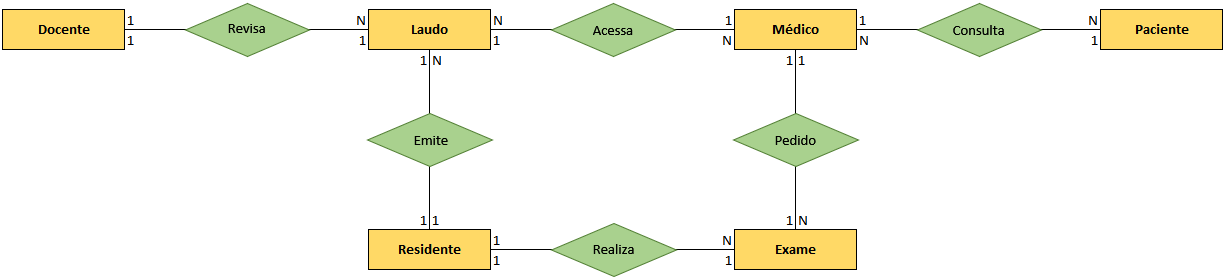 1 N N 1 1 N
Docente Revisa Laudo Acessa Médico Consulta Paciente
1 1 1 N N 1
1 N 1 1
Emite Pedido
1 1 1 N
1 N
Residente Realiza Exame
1 1